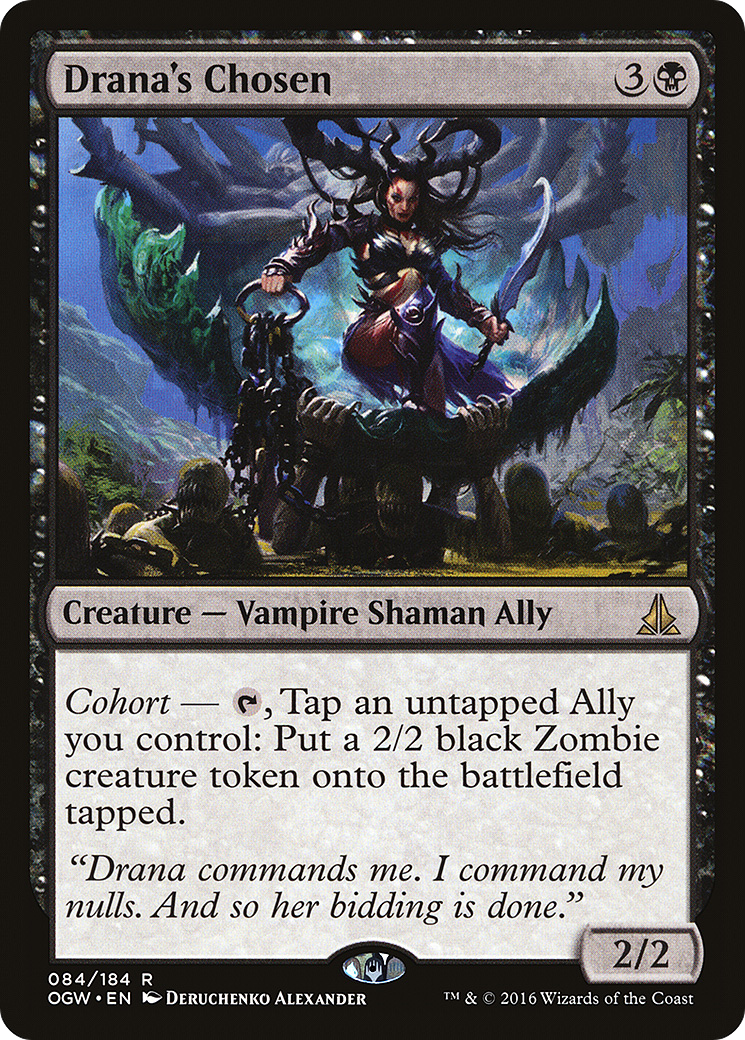 Drana's Chosen 3
Creature — Vampire Shaman Ally
Cohort — , Tap an untapped Ally
you control: Put a 2/2 black Zombie
creature token onto the battlefield
tapped.
“Drana commands me. I command my
nulls. And so her bidding is done.”
2/2
084/184 R
OGW • EN Deruchenko Alexander
™ & © 2016 Wizards of the Coast